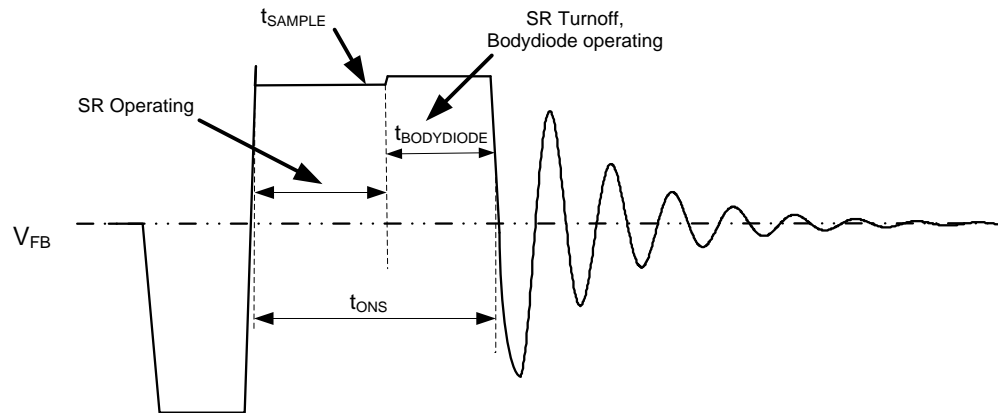 tSAMPLE
SR Turnoff,
Bodydiode operating
SR Operating
tBODYDIODE
VFB
tONS